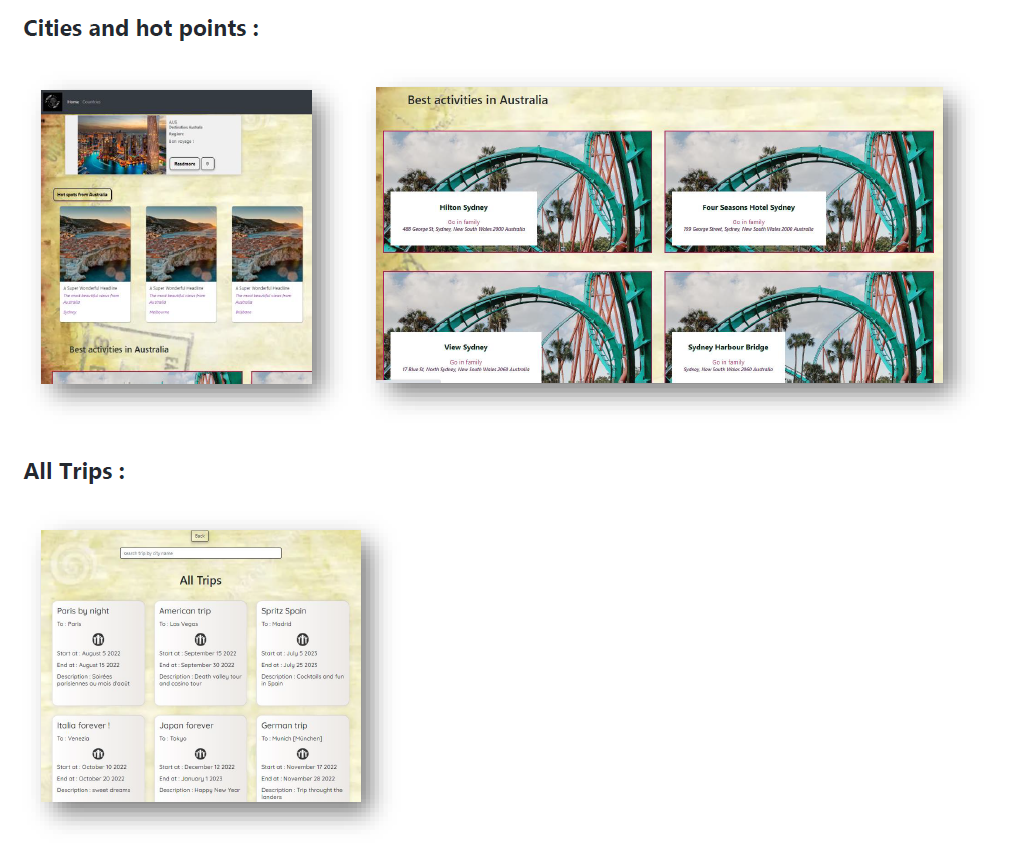 Cities and hot points :
Home Countries
AUS
Destination Australia
Regions
Bon voyage !
Readmore
Hot spots from Australia
A Super Wonderful Headline
The most beautiful views from
Australia
Sydney
A Super Wonderful Headline
The most beautiful views from
Australia
Melbourne
A Super Wonderful Headline
The most beautiful views from
Australia
Brisbane
Best activities in Australia
Best activities in Australia
Hilton Sydney
Go in family
488 George St, Sydney, New South Wales 2000 Australia
Four Seasons Hotel Sydney
Go in family
199 George Street, Sydney, New South Wales 2000 Australia
View Sydney
Go in family
17 Blue St, North Sydney, New South Wales 2060 Australia
Sydney Harbour Bridge
Go in family
Sydney, New South Wales 2060 Australia
All Trips :
Back
search trip by city name
All Trips
Paris by night
To : Paris
Start at : August 5 2022
End at : August 15 2022
Description : Soirées
parisiennes au mois d'août
American trip
To : Las Vegas
Start at : September 15 2022
End at : September 30 2022
Description : Death valley tour
and casino tour
Spritz Spain
To : Madrid
Start at : July 5 2023
End at : July 25 2023
Description : Cocktails and fun
in Spain
Italia forever !
To : Venezia
Start at : October 10 2022
End at : October 20 2022
Description : sweet dreams
Japan forever
To : Tokyo
Start at : December 12 2022
End at : January 1 2023
Description : Happy New Year
German trip
To : Munich [München]
Start at : November 17 2022
End at : November 28 2022
Description : Trip throught the
landers